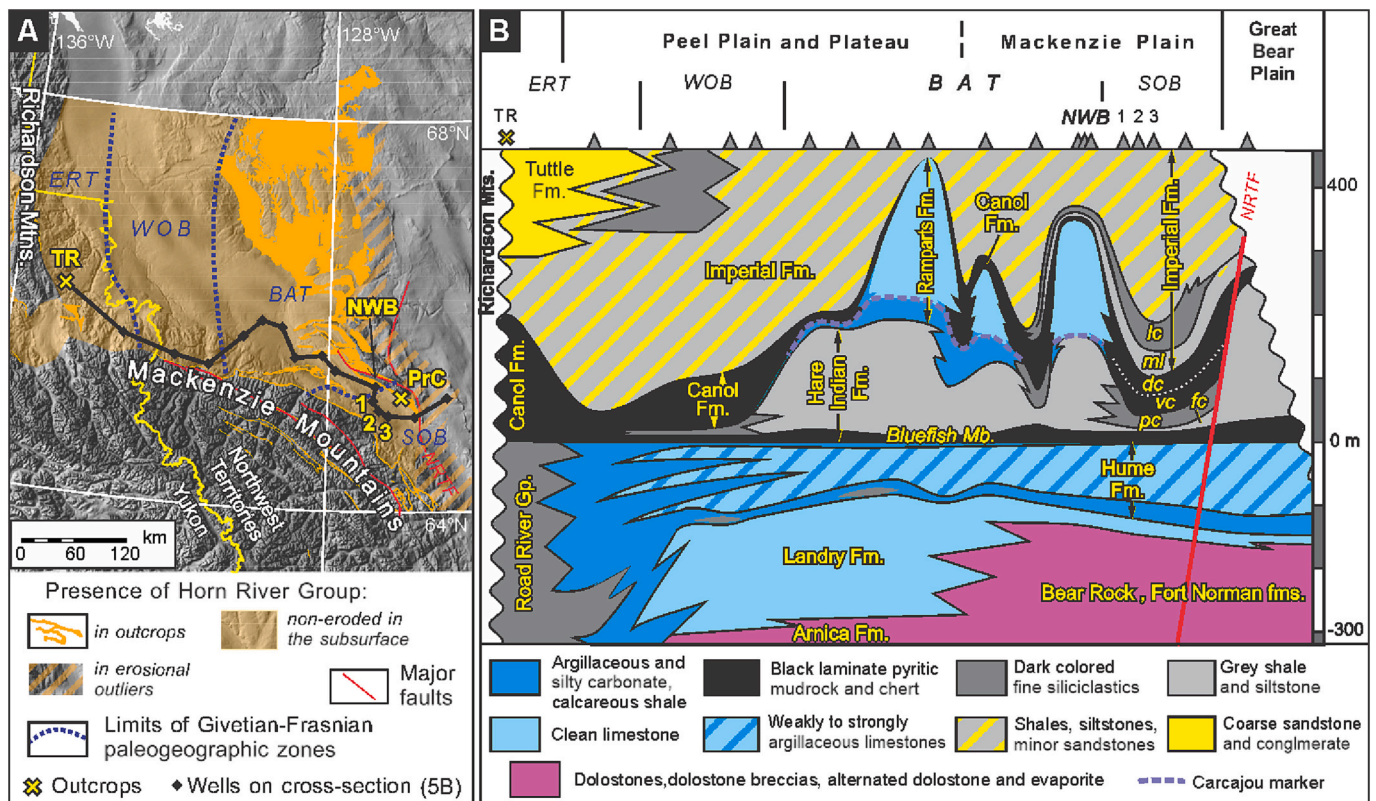 A
136°W
128°W
68°N
Richardson Mtns.
ERT
WOB
TR
BAT
NWB
PrC
1
2
3
SOB
NRTF
Mackenzie Mountains
Northwest
Territories
Yukon
64°N
km
0 60 120
Presence of Horn River Group:
in outcrops
non-eroded in
the subsurface
in erosional
outliers
Major
faults
Limits of Givetian-Frasnian
paleogeographic zones
Outcrops
Wells on cross-section (5B)
B
Peel Plain and Plateau
Mackenzie Plain
Great
Bear
Plain
ERT
WOB
B A T
SOB
TR
NWB 1 2 3
Richardson Mts.
Tuttle
Fm.
Imperial Fm.
Ramparts Fm.
Canol
Fm.
Imperial Fm.
NRTF
400
lc
ml
dc
vc
fc
pc
Canol Fm.
Canol
Fm.
Hare
Indian
Fm.
Bluefish Mb.
0 m
Road River Gp.
Hume
Fm.
Landry Fm.
Bear Rock , Fort Norman fms.
Arnica Fm.
-300
Argillaceous and
silty carbonate,
calcareous shale
Black laminate pyritic
mudrock and chert
Dark colored
fine siliciclastics
Grey shale
and siltstone
Clean limestone
Weakly to strongly
argillaceous limestones
Shales, siltstones,
minor sandstones
Coarse sandstone
and conglmerate
Dolostones,dolostone breccias, alternated dolostone and evaporite
Carcajou marker